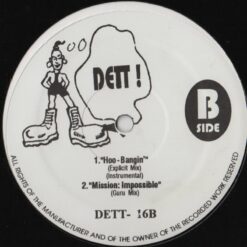 DETT!
B
SIDE
1."Hoo-Bangin"
(Explicit Mix)
(Instrumental)
2."Mission: Impossible"
(Guru Mix)
DETT- 16B
ALL RIGHTS OF THE MANUFACTURER AND OF THE OWNER OF THE RECORDED WORK RESERVED